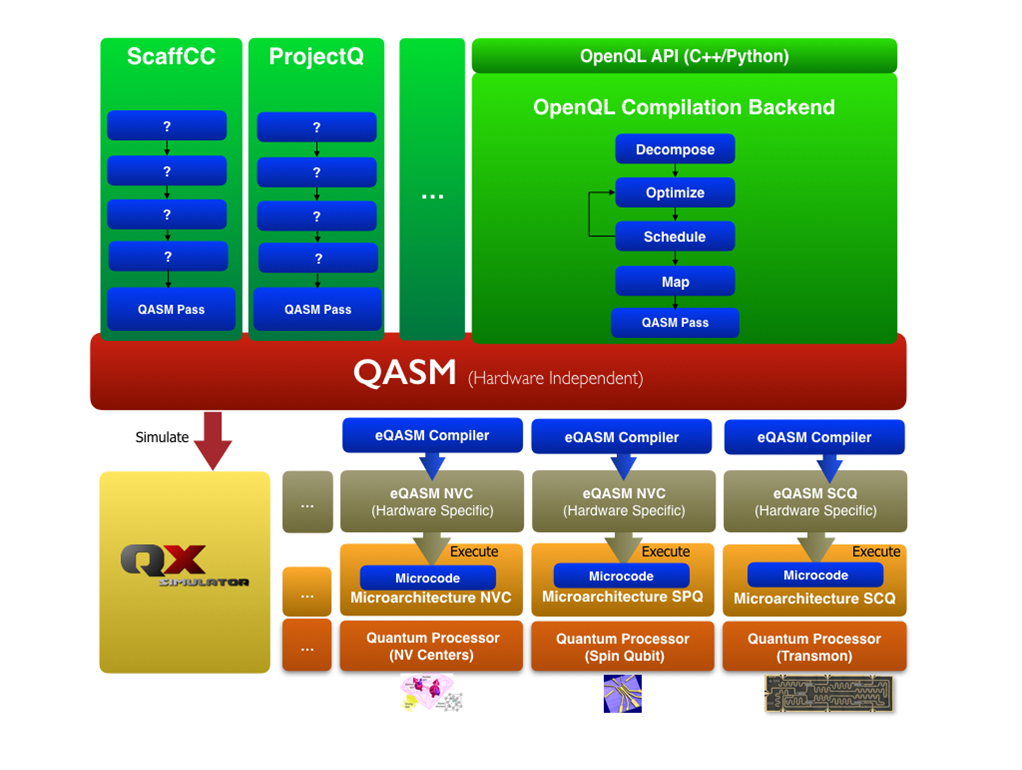 ScaffCC
ProjectQ
OpenQL API (C++/Python)
OpenQL Compilation Backend
?
?
?
?
QASM Pass
?
?
?
?
QASM Pass
...
Decompose
Optimize
Schedule
Map
QASM Pass
QASM (Hardware Independent)
Simulate
QX
SIMULATOR
eQASM Compiler
eQASM Compiler
eQASM Compiler
...
eQASM NVC
(Hardware Specific)
eQASM NVC
(Hardware Specific)
eQASM SCQ
(Hardware Specific)
...
Execute
Microcode
Microarchitecture NVC
Execute
Microcode
Microarchitecture SPQ
Execute
Microcode
Microarchitecture SCQ
...
Quantum Processor
(NV Centers)
Quantum Processor
(Spin Qubit)
Quantum Processor
(Transmon)